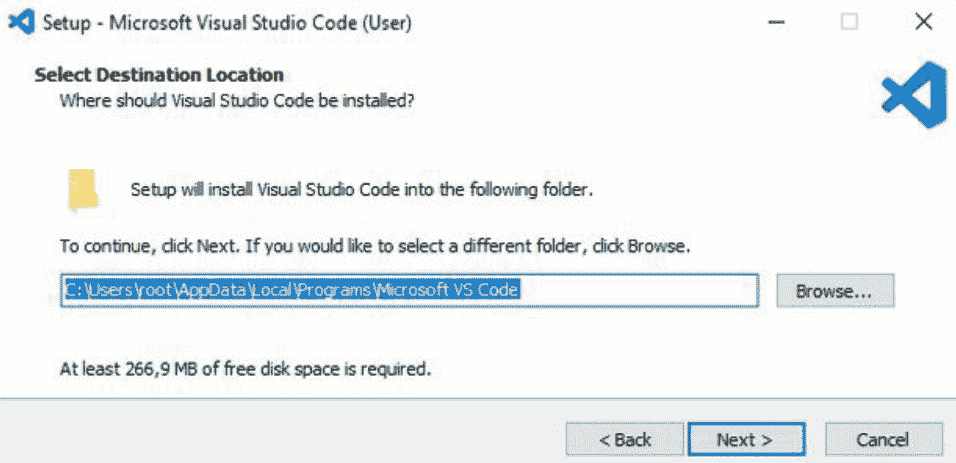 Setup - Microsoft Visual Studio Code (User)
Select Destination Location
Where should Visual Studio Code be installed?
Setup will install Visual Studio Code into the following folder.
To continue, click Next. If you would like to select a different folder, click Browse.
C:\Users\root\AppData\Local\Programs\Microsoft VS Code
Browse...
At least 266,9 MB of free disk space is required.
< Back
Next >
Cancel